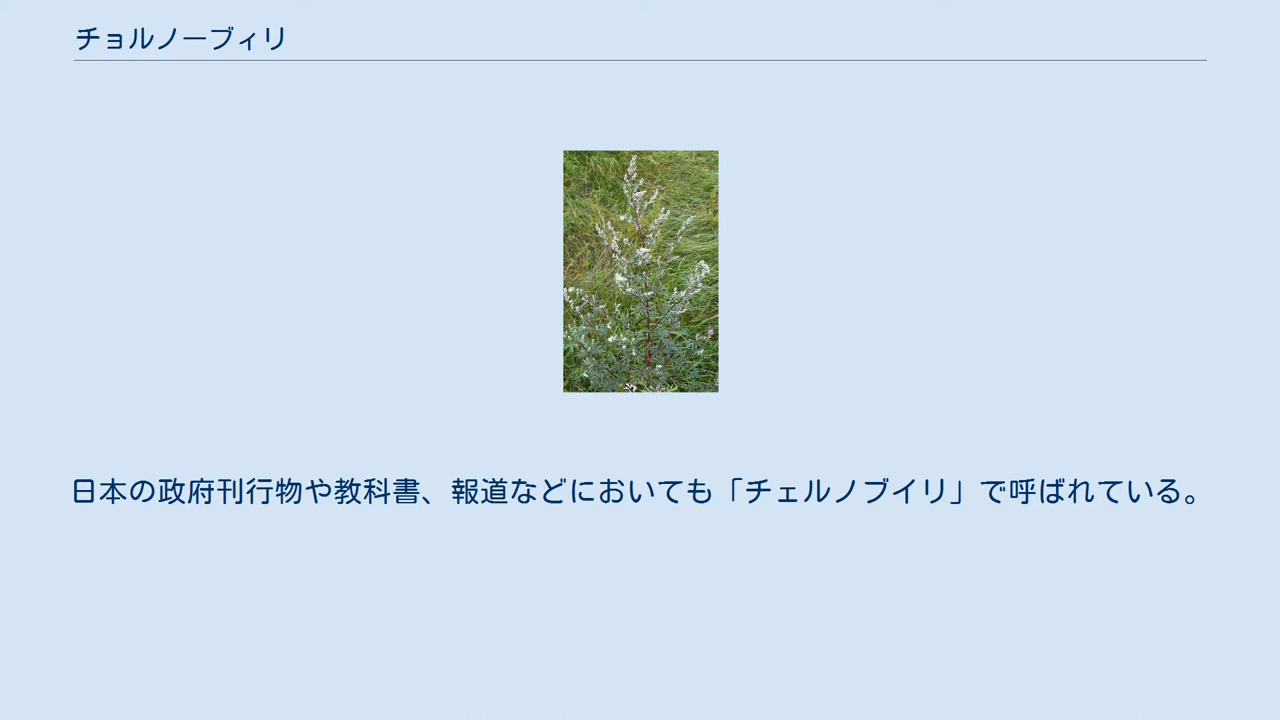 チョルノーブィリ
日本の政府刊行物や教科書、報道などにおいても「チェルノブイリ」で呼ばれている。